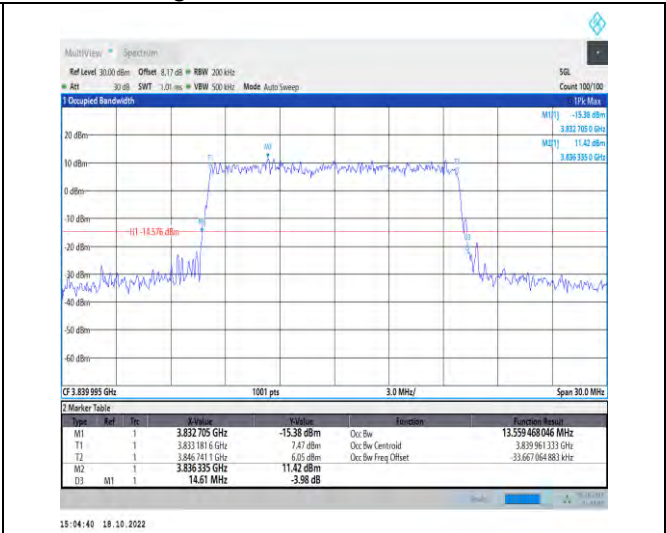 MultiView Spectrum
Ref Level 30.00 dBm Offset 8.17 dB RBW 200 kHz SGL
Att 30 dB SWT 1.01 ms VBW 500 kHz Mode Auto Sweep Count 100/100
1 Occupied Bandwidth 1Pk Max
M1[1] -15.38 dBm
3.832 705 0 GHz
M2[1] 11.42 dBm
3.836 335 0 GHz
20 dBm
M2
T1
10 dBm
0 dBm
-10 dBm
H1 -14.576 dBm
-20 dBm
-30 dBm
-40 dBm
-50 dBm
-60 dBm
CF 3.839 995 GHz 1001 pts 3.0 MHz/ Span 30.0 MHz
2 Marker Table
Type Ref Trc X-Value Y-Value Function Function Result
M1 1 3.832705 GHz -15.38 dBm Occ Bw 13.559 468 046 MHz
T1 1 3.833 181 6 GHz 7.47 dBm Occ Bw Centroid 3.839 961 333 GHz
T2 1 3.846 741 1 GHz 6.05 dBm Occ Bw Freq Offset -33.667 064 883 kHz
M2 1 3.836335 GHz 11.42 dBm
D3 M1 1 14.61 MHz -3.98 dB
15:04:40 18.10.2022